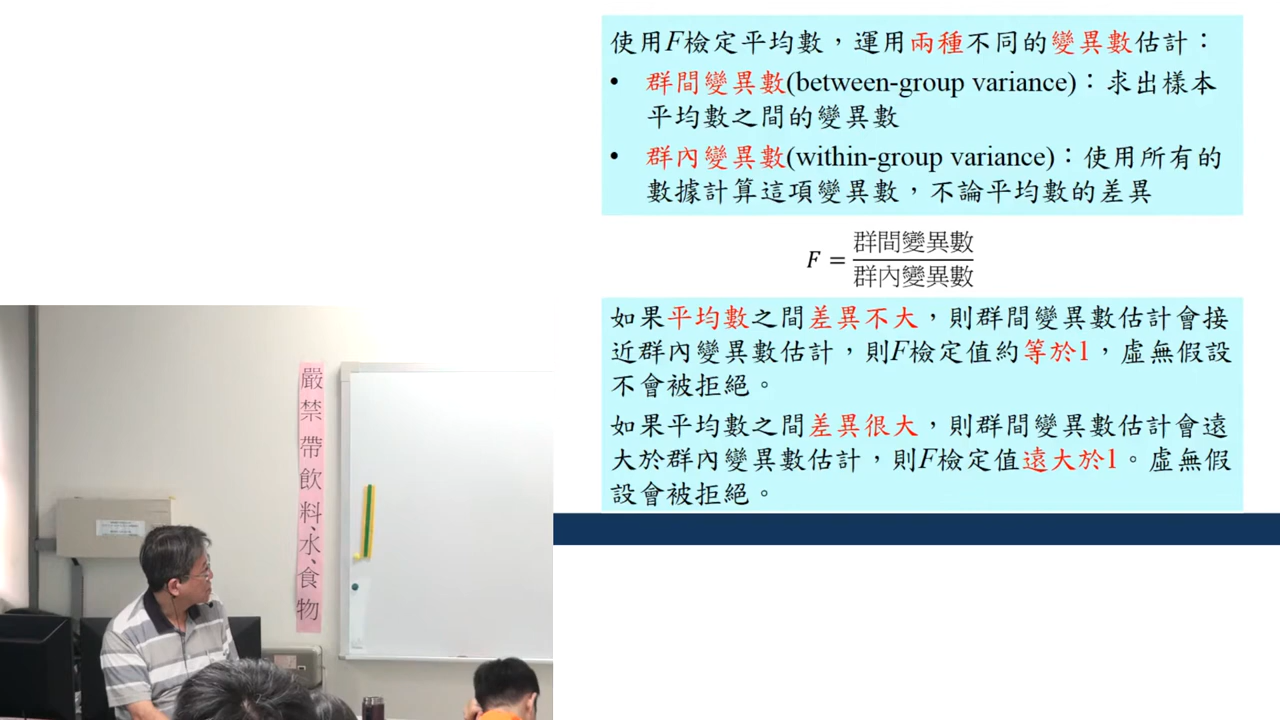 使用F檢定平均數，運用兩種不同的變異數估計：
• 群間變異數(between-group variance)：求出樣本
平均數之間的變異數
• 群內變異數(within-group variance)：使用所有的
數據計算這項變異數，不論平均數的差異
F = 群間變異數
群內變異數
如果平均數之間差異不大，則群間變異數估計會接
近群內變異數估計，則F檢定值約等於1，虛無假設
不會被拒絕。
如果平均數之間差異很大，則群間變異數估計會遠
大於群內變異數估計，則F檢定值遠大於1。虛無假
設會被拒絕。
嚴禁帶飲料、水、食物